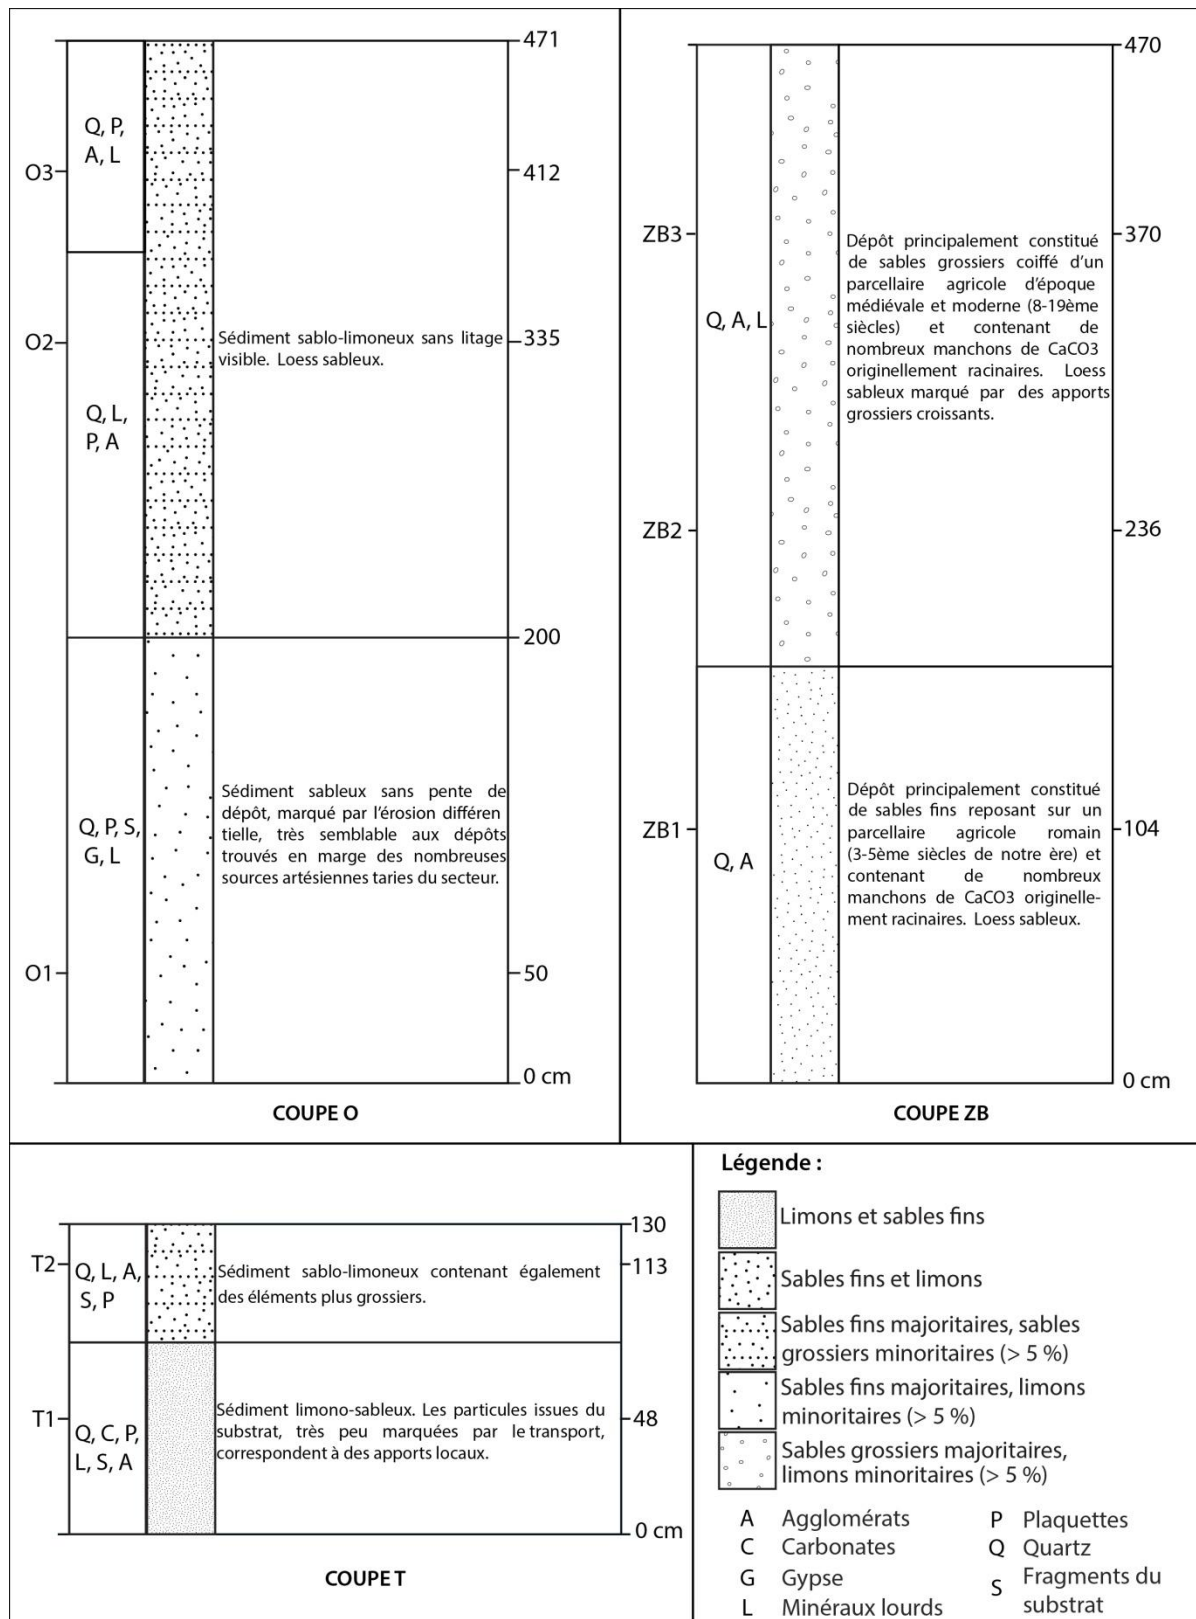 471
Q, P,
A, L
O3
412
O2
Sédiment sablo-limoneux sans litage
visible. Loess sableux.
335
Q, L,
P, A
200
Sédiment sableux sans pente de
dépôt, marqué par l'érosion différen
tielle, très semblable aux dépôts
trouvés en marge des nombreuses
sources artésiennes taries du secteur.
Q, P, S,
G, L
O1
50
0 cm
COUPE O
470
ZB3
370
Dépôt principalement constitué
de sables grossiers coiffé d'un
parcellaire agricole d'époque
médiévale et moderne (8-19ème
siècles) et contenant de
nombreux manchons de CaCO3
originellement racinaires. Loess
sableux marqué par des apports
grossiers croissants.
Q, A, L
ZB2
236
Dépôt principalement constitué
de sables fins reposant sur un
parcellaire agricole romain
(3-5ème siècles de notre ère) et
contenant de nombreux
manchons de CaCO3 originelle-
ment racinaires. Loess sableux.
ZB1
104
Q, A
0 cm
COUPE ZB
130
T2
Q, L, A,
S, P
Sédiment sablo-limoneux contenant également
des éléments plus grossiers.
113
T1
Q, C, P,
L, S, A
Sédiment limono-sableux. Les particules issues du
substrat, très peu marquées par le transport,
correspondent à des apports locaux.
48
0 cm
COUPE T
Légende :
Limons et sables fins
Sables fins et limons
Sables fins majoritaires, sables
grossiers minoritaires (> 5 %)
Sables fins majoritaires, limons
minoritaires (> 5 %)
Sables grossiers majoritaires,
limons minoritaires (> 5 %)
A Agglomérats
C Carbonates
G Gypse
L Minéraux lourds
P Plaquettes
Q Quartz
S Fragments du
substrat